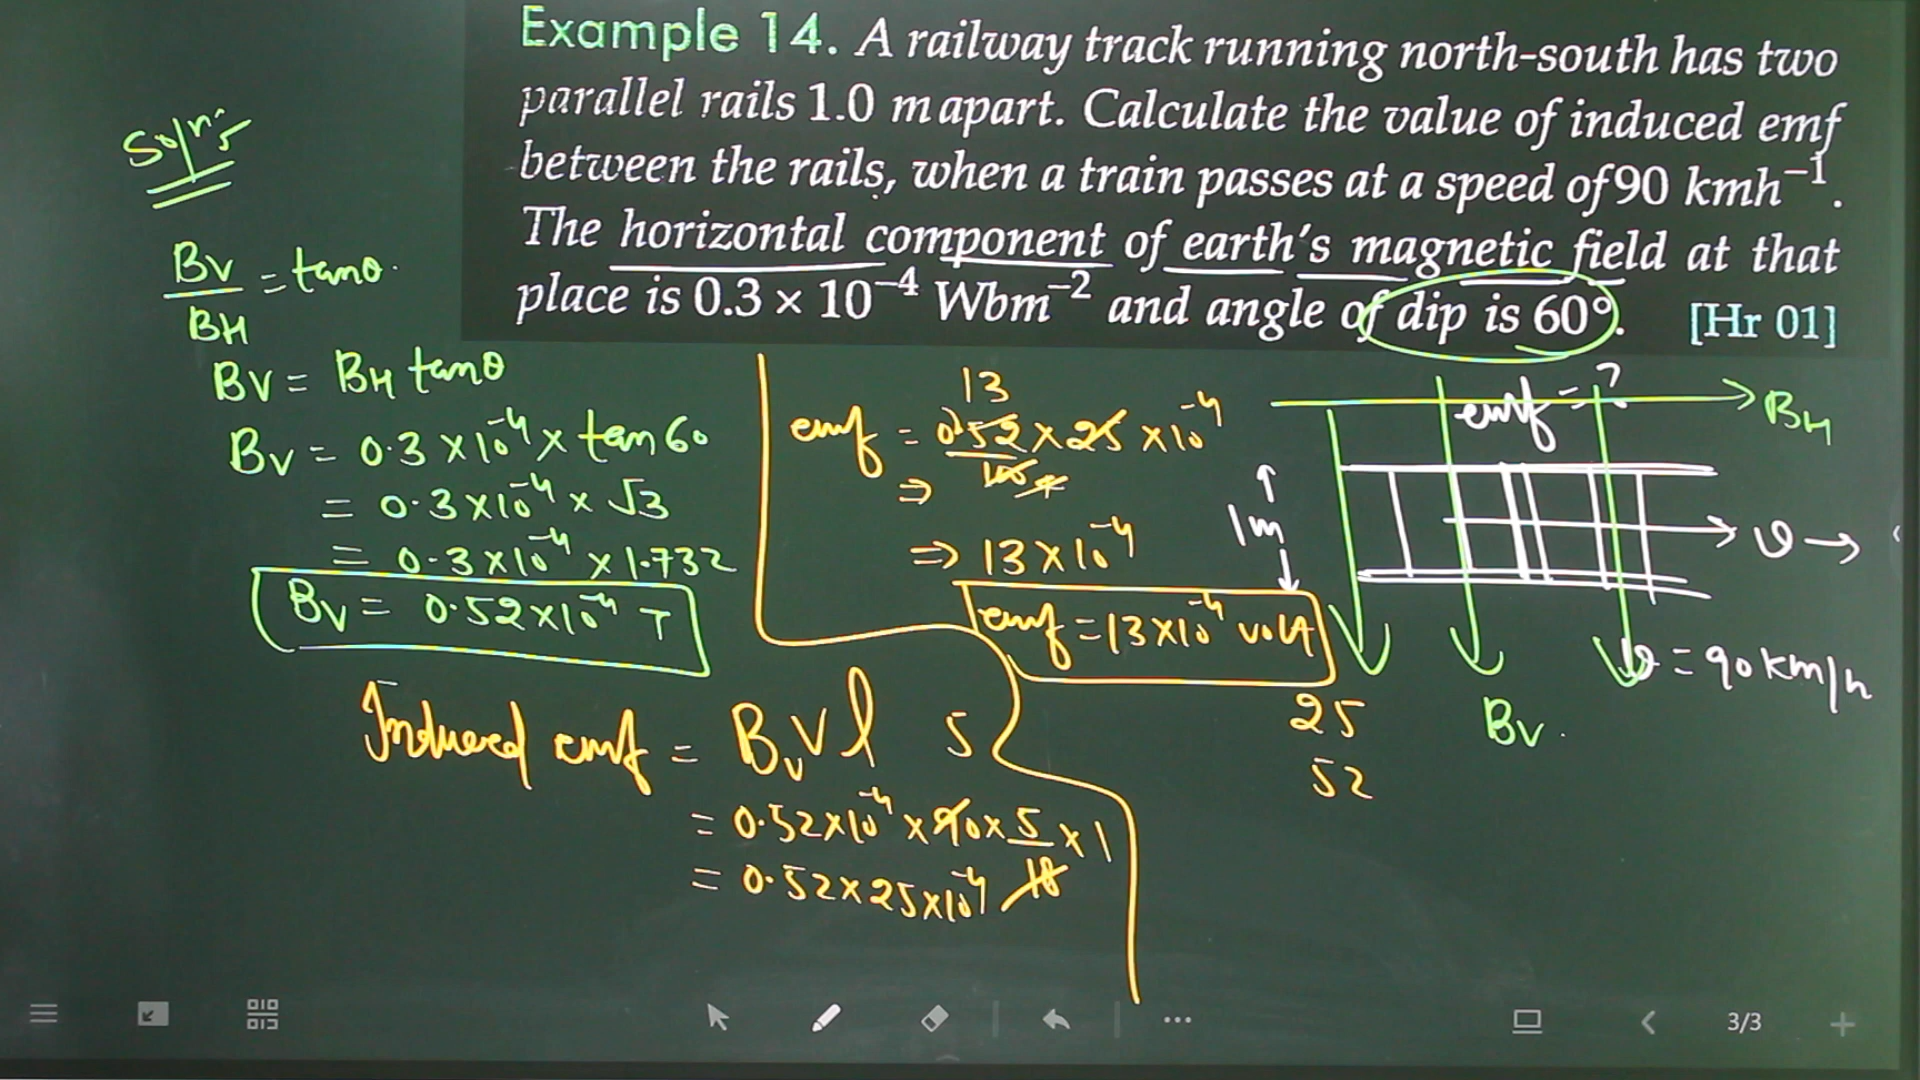 Example 14. A railway track running north-south has two
parallel rails 1.0 m apart. Calculate the value of induced emf
between the rails, when a train passes at a speed of 90 kmh⁻¹.
The horizontal component of earth's magnetic field at that
place is 0.3 × 10⁻⁴ Wbm⁻² and angle of dip is 60°. [Hr 01]
Soln:
Bv/BH = tanθ
Bv = BH tanθ
Bv = 0.3 × 10⁻⁴ × tan 60
= 0.3 × 10⁻⁴ × √3
= 0.3 × 10⁻⁴ × 1.732
Bv = 0.52 × 10⁻⁴ T
Induced emf = Bv V l
= 0.52 × 10⁻⁴ × 90 × 5/18 × 1
= 0.52 × 25 × 10⁻⁴
5
13
emf = 052 × 25 × 10⁻⁴
100 4
⇒
⇒ 13 × 10⁻⁴
emf = 13 × 10⁻⁴ volt
25
52
emf = ?
BH
1m
v →
v = 90 km/h
Bv
3/3